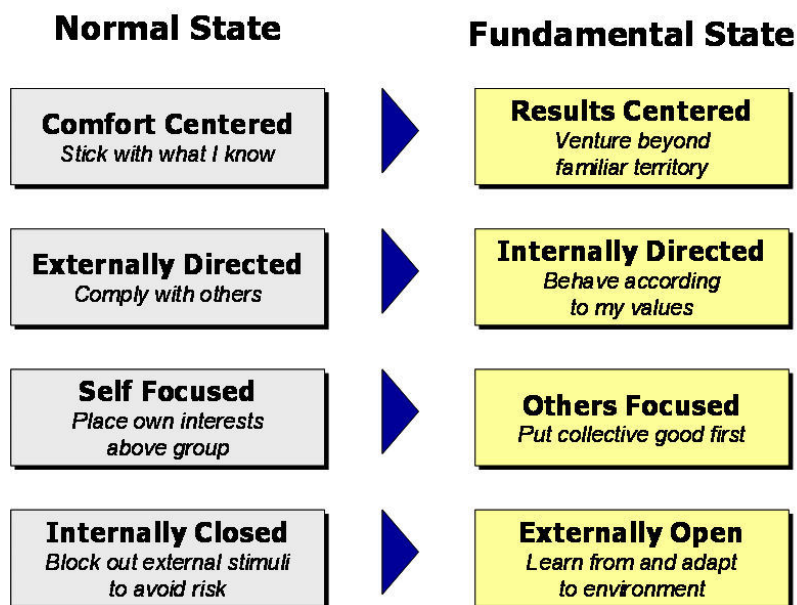 Normal State
Fundamental State
Comfort Centered
Stick with what I know
Results Centered
Venture beyond
familiar territory
Externally Directed
Comply with others
Internally Directed
Behave according
to my values
Self Focused
Place own interests
above group
Others Focused
Put collective good first
Internally Closed
Block out external stimuli
to avoid risk
Externally Open
Learn from and adapt
to environment